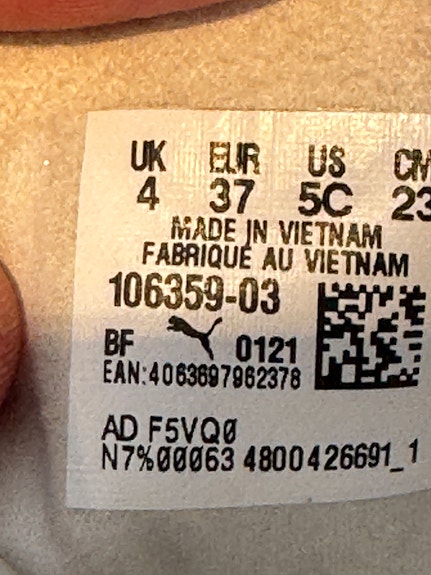 UK EUR US CM
4 37 5C 23
MADE IN VIETNAM
FABRIQUE AU VIETNAM
106359-03
BF 0121
EAN:4063697962378
AD F5VQ0
N7%00063 4800426691_1